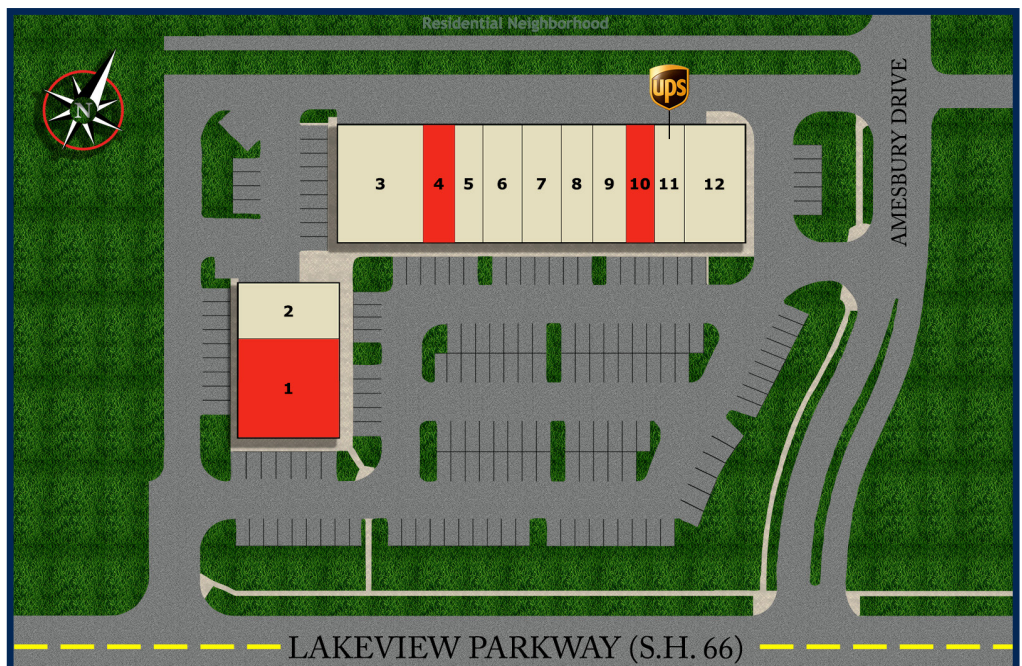 Residential Neighborhood
N
ups
AMESBURY DRIVE
3 4 5 6 7 8 9 10 11 12
2
1
LAKEVIEW PARKWAY (S.H. 66)